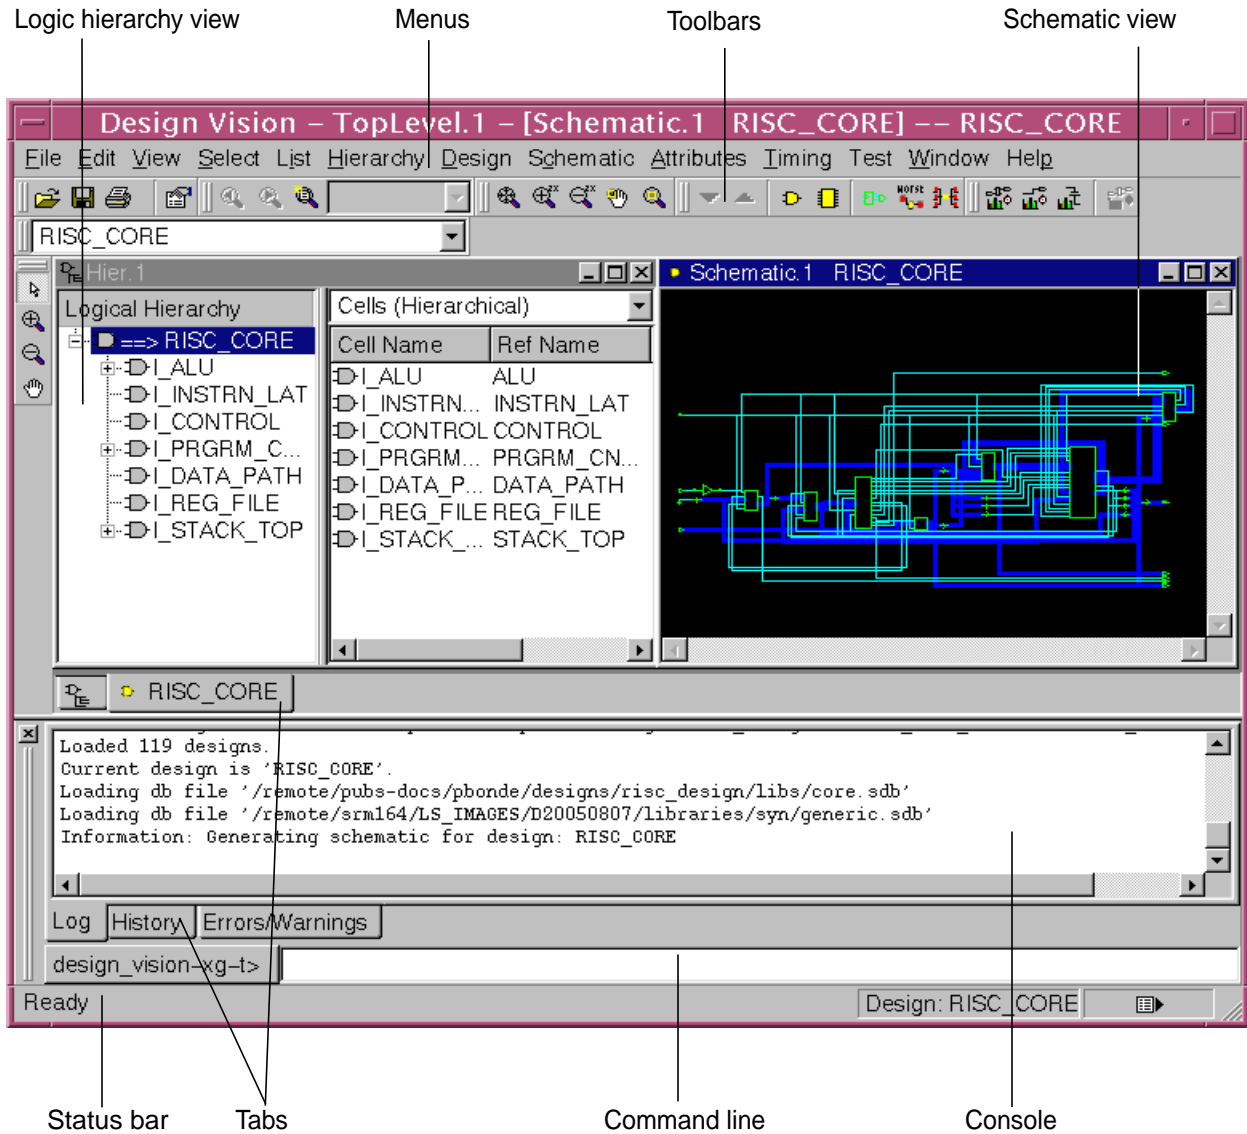 Logic hierarchy view
Menus
Toolbars
Schematic view
Design Vision – TopLevel.1 – [Schematic.1 RISC_CORE] –– RISC_CORE
File Edit View Select List Hierarchy Design Schematic Attributes Timing Test Window Help
RISC_CORE
Hier.1
Schematic.1 RISC_CORE
Logical Hierarchy
Cells (Hierarchical)
==> RISC_CORE
Cell Name Ref Name
I_ALU
I_INSTRN_LAT
I_CONTROL
I_PRGRM_C...
I_DATA_PATH
I_REG_FILE
I_STACK_TOP
I_ALU ALU
I_INSTRN... INSTRN_LAT
I_CONTROL CONTROL
I_PRGRM... PRGRM_CN...
I_DATA_P... DATA_PATH
I_REG_FILE REG_FILE
I_STACK_... STACK_TOP
RISC_CORE
Loaded 119 designs.
Current design is 'RISC_CORE'.
Loading db file '/remote/pubs-docs/pbonde/designs/risc_design/libs/core.sdb'
Loading db file '/remote/srm164/LS_IMAGES/D20050807/libraries/syn/generic.sdb'
Information: Generating schematic for design: RISC_CORE
Log History Errors/Warnings
design_vision–xg–t>
Ready
Design: RISC_CORE
Status bar
Tabs
Command line
Console